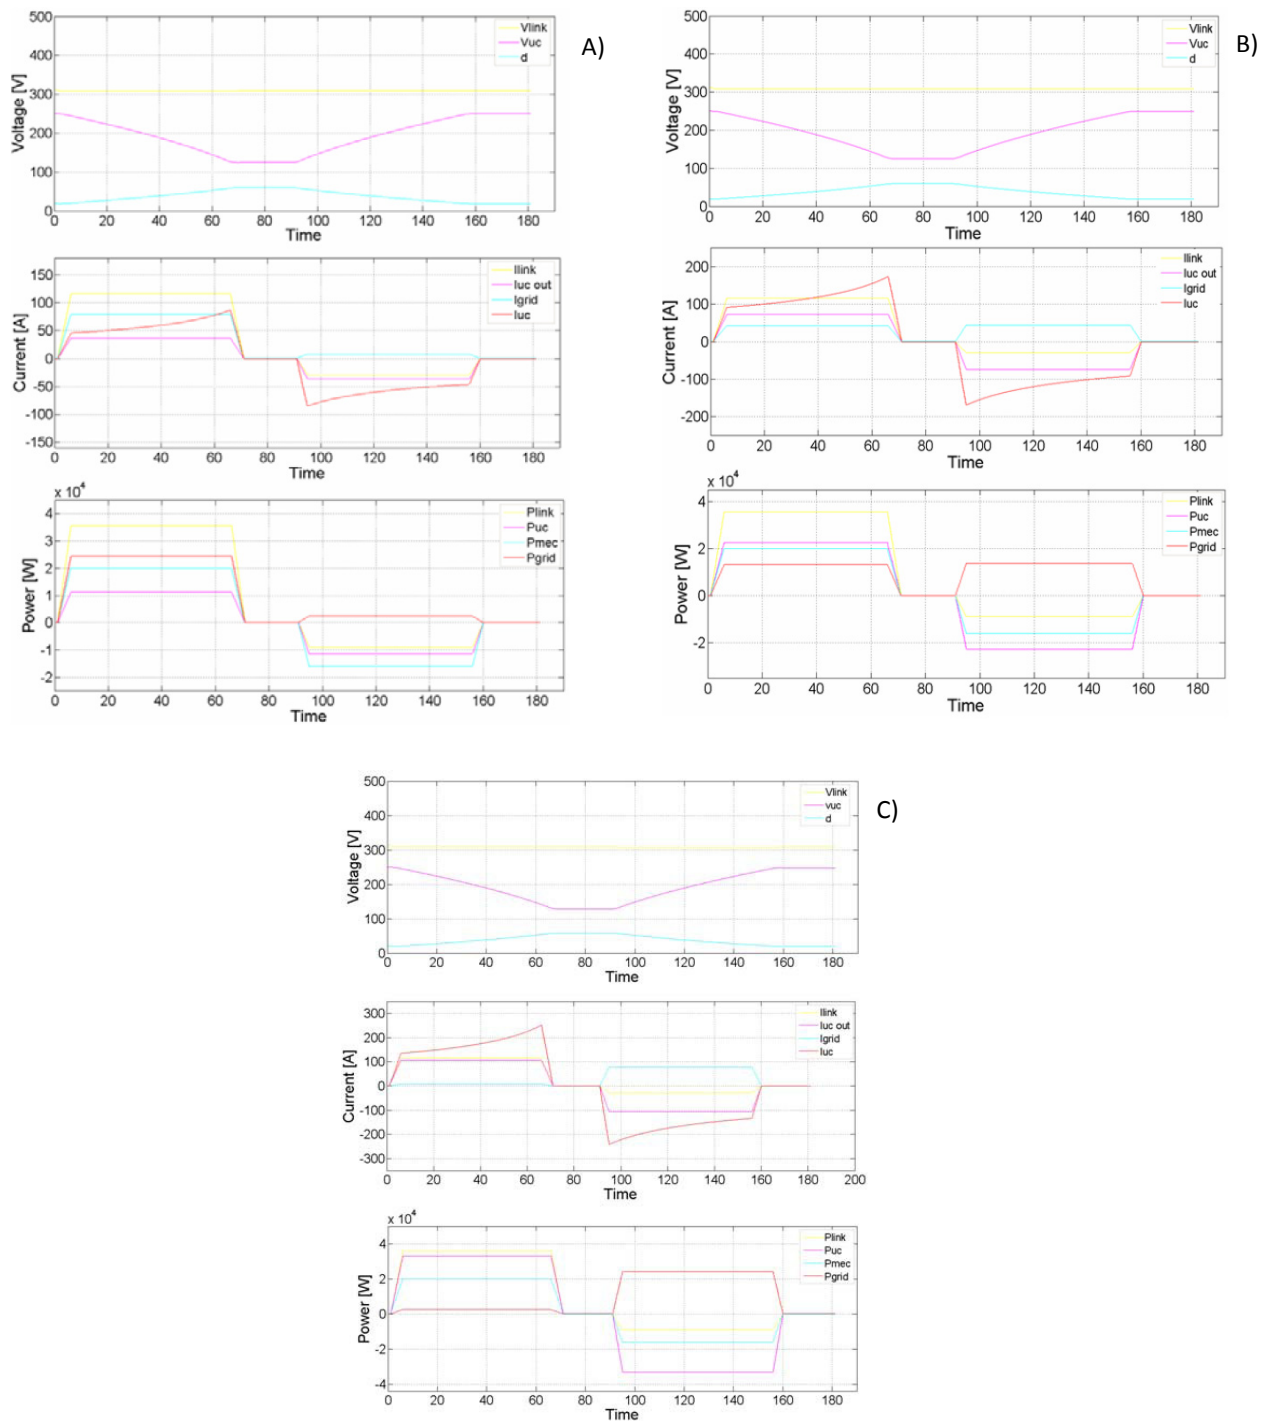 A)
500
400
300
200
100
0
Voltage [V]
Vlink
Vuc
d
0 20 40 60 80 100 120 140 160 180
Time
150
100
50
0
-50
-100
-150
Current [A]
Ilink
Iuc out
Igrid
Iuc
0 20 40 60 80 100 120 140 160 180
Time
x 10⁴
4
3
2
1
0
-1
-2
Power [W]
Plink
Puc
Pmec
Pgrid
0 20 40 60 80 100 120 140 160 180
Time
B)
500
400
300
200
100
0
Voltage [V]
Vlink
Vuc
d
0 20 40 60 80 100 120 140 160 180
Time
200
100
0
-100
-200
Current [A]
Ilink
Iuc out
Igrid
Iuc
0 20 40 60 80 100 120 140 160 180
Time
x 10⁴
4
2
0
-2
Power [W]
Plink
Puc
Pmec
Pgrid
0 20 40 60 80 100 120 140 160 180
Time
C)
500
400
300
200
100
0
Voltage [V]
Vlink
vuc
d
0 20 40 60 80 100 120 140 160 180
Time
300
200
100
0
-100
-200
-300
Current [A]
Ilink
Iuc out
Igrid
Iuc
0 20 40 60 80 100 120 140 160 180 200
Time
x 10⁴
4
2
0
-2
-4
Power [W]
Plink
Puc
Pmec
Pgrid
0 20 40 60 80 100 120 140 160 180
Time